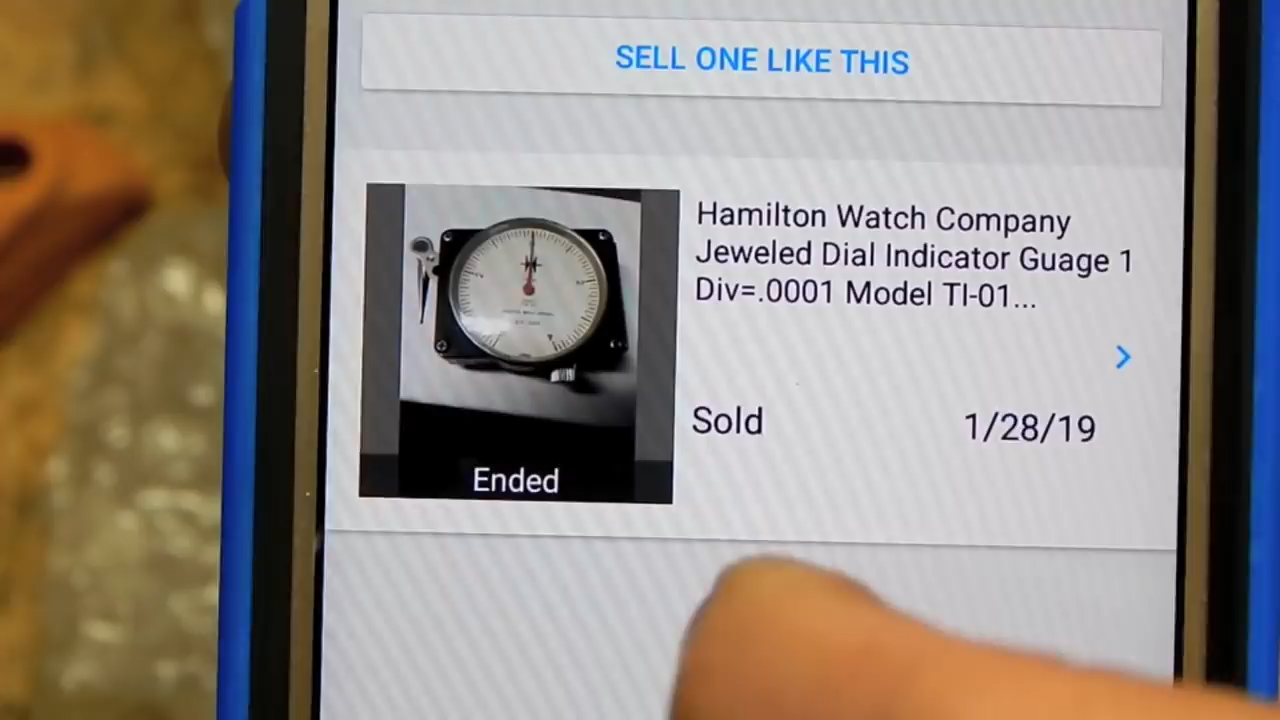 SELL ONE LIKE THIS
Hamilton Watch Company
Jeweled Dial Indicator Guage 1
Div=.0001 Model TI-01...
Sold
1/28/19
Ended